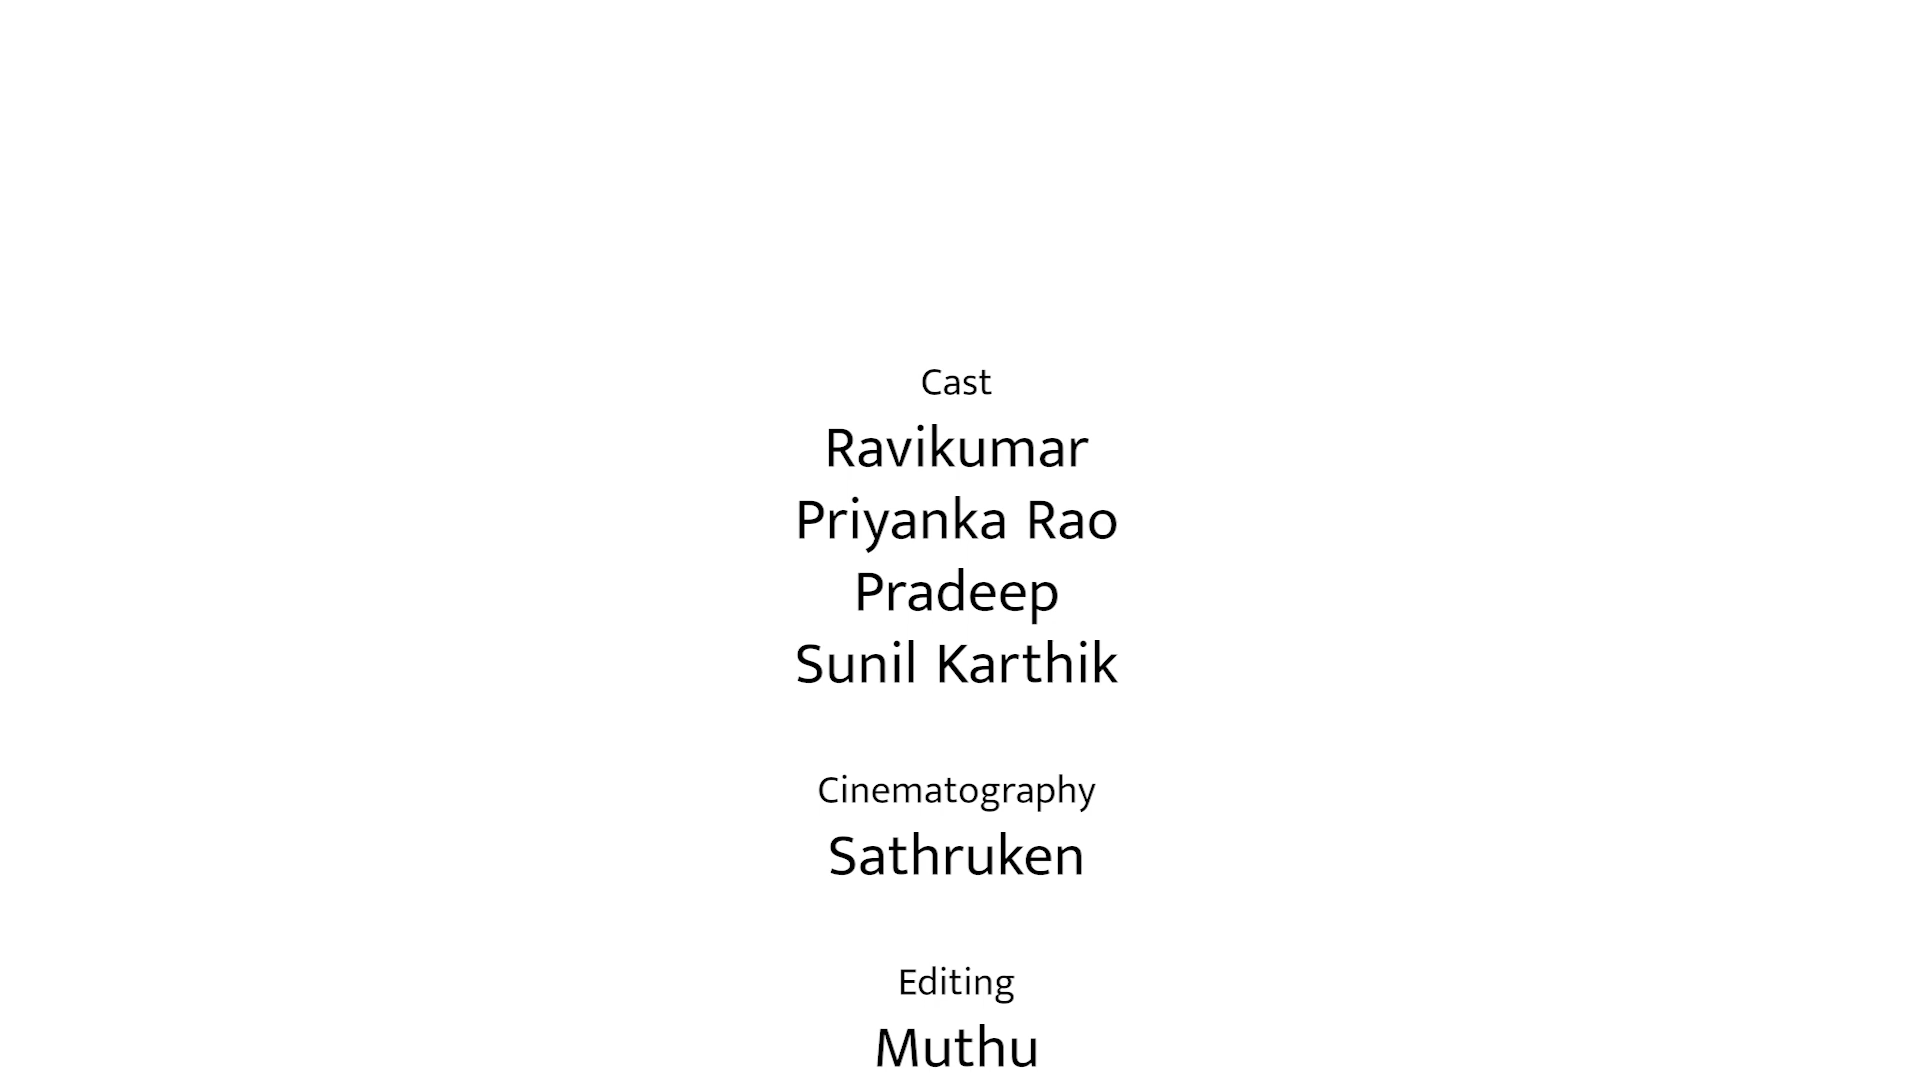 Cast
Ravikumar
Priyanka Rao
Pradeep
Sunil Karthik
Cinematography
Sathruken
Editing
Muthu